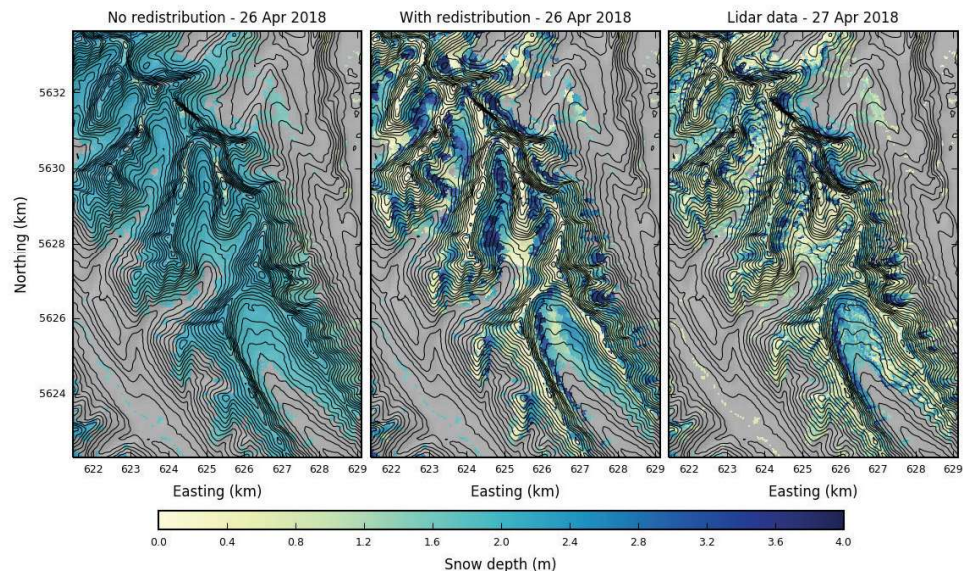 No redistribution - 26 Apr 2018
With redistribution - 26 Apr 2018
Lidar data - 27 Apr 2018
Northing (km)
5632
5630
5628
5626
5624
622 623 624 625 626 627 628 629
622 623 624 625 626 627 628 629
622 623 624 625 626 627 628 629
Easting (km)
Easting (km)
Easting (km)
0.0 0.4 0.8 1.2 1.6 2.0 2.4 2.8 3.2 3.6 4.0
Snow depth (m)